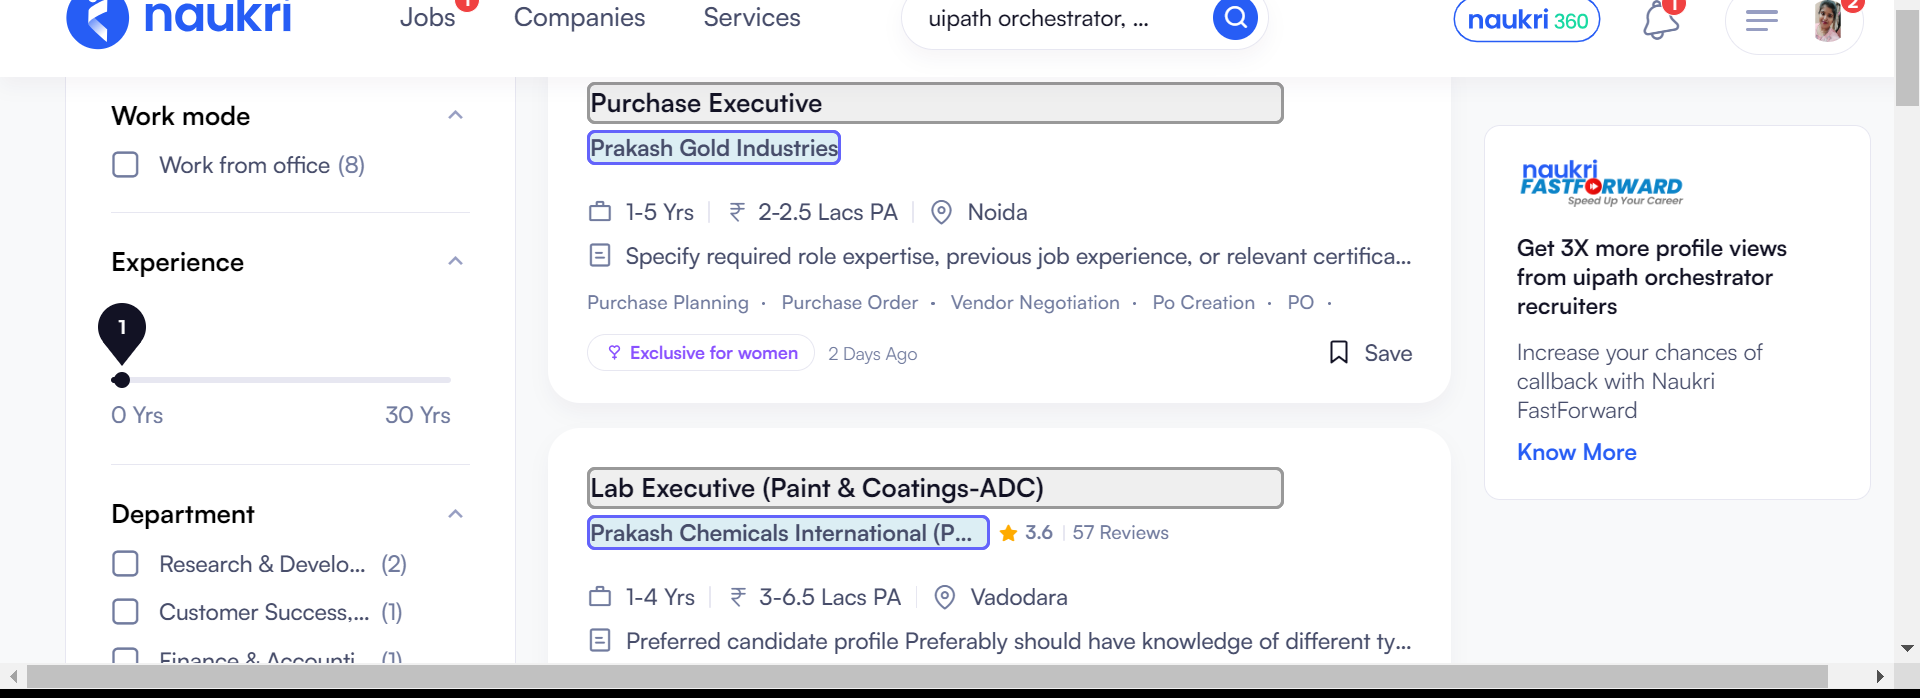 naukri
Jobs
1
Companies
Services
uipath orchestrator, ...
naukri 360
1
2
Work mode
Work from office (8)
Experience
1
0 Yrs
30 Yrs
Department
Research & Develo... (2)
Customer Success,... (1)
Finance & Accounti... (1)
Purchase Executive
Prakash Gold Industries
1-5 Yrs
₹ 2-2.5 Lacs PA
Noida
Specify required role expertise, previous job experience, or relevant certifica...
Purchase Planning · Purchase Order · Vendor Negotiation · Po Creation · PO ·
Exclusive for women
2 Days Ago
Save
Lab Executive (Paint & Coatings-ADC)
Prakash Chemicals International (P...
3.6
57 Reviews
1-4 Yrs
₹ 3-6.5 Lacs PA
Vadodara
Preferred candidate profile Preferably should have knowledge of different ty...
naukri
FASTFORWARD
Speed Up Your Career
Get 3X more profile views
from uipath orchestrator
recruiters
Increase your chances of
callback with Naukri
FastForward
Know More